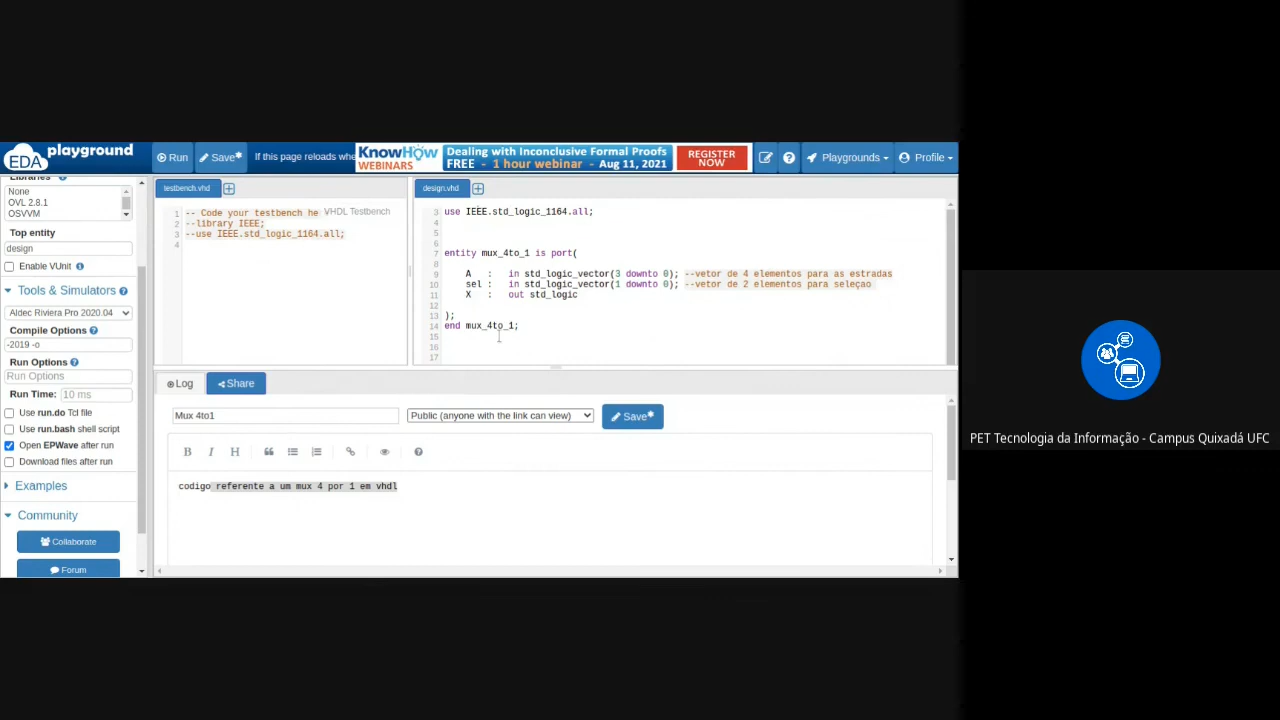 EDA playground
Run
Save*
If this page reloads whe
KnowHow WEBINARS
Dealing with Inconclusive Formal Proofs
FREE - 1 hour webinar - Aug 11, 2021
REGISTER NOW
Playgrounds
Profile
Libraries
None
OVL 2.8.1
OSVVM
Top entity
design
Enable VUnit
Tools & Simulators
Aldec Riviera Pro 2020.04
Compile Options
-2019 -o
Run Options
Run Options
Run Time: 10 ms
Use run.do Tcl file
Use run.bash shell script
Open EPWave after run
Download files after run
Examples
Community
Collaborate
Forum
testbench.vhd
VHDL Testbench
1 -- Code your testbench he
2 --library IEEE;
3 --use IEEE.std_logic_1164.all;
4
design.vhd
3 use IEEE.std_logic_1164.all;
4
5
6
7 entity mux_4to_1 is port(
8
9 A : in std_logic_vector(3 downto 0); --vetor de 4 elementos para as estradas
10 sel : in std_logic_vector(1 downto 0); --vetor de 2 elementos para seleçao
11 X : out std_logic
12
13 );
14 end mux_4to_1;
15
16
17
Log
Share
Mux 4to1
Public (anyone with the link can view)
Save*
B I H
codigo referente a um mux 4 por 1 em vhdl
PET Tecnologia da Informação - Campus Quixadá UFC